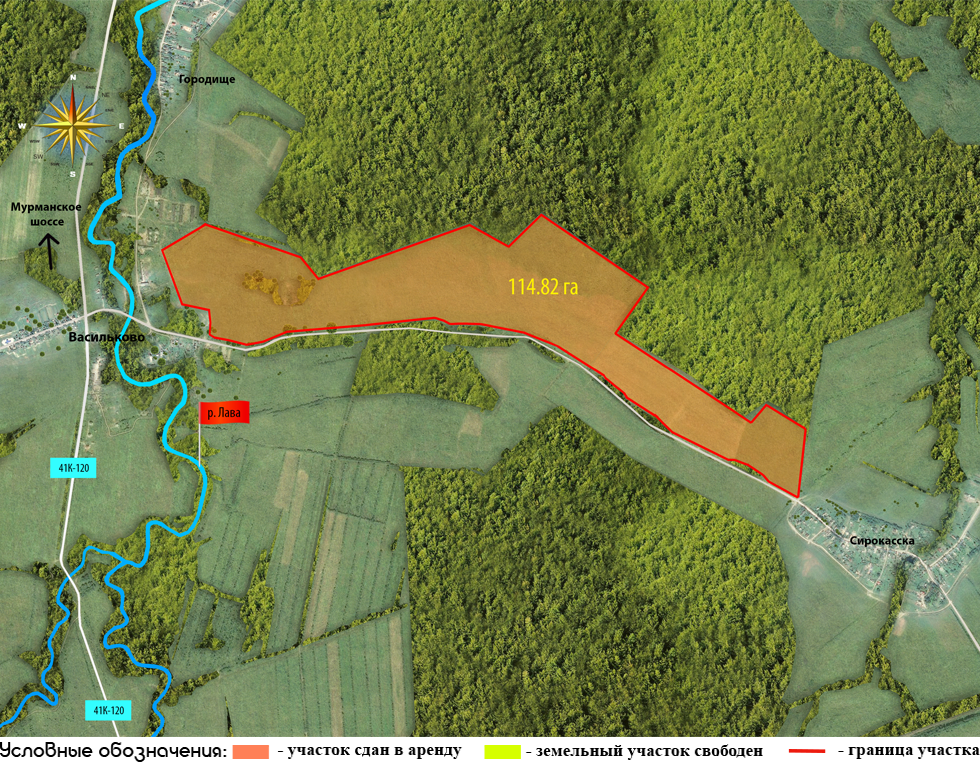 Городище
N
W
E
SW
S
Мурманское
шоссе
114.82 га
Васильково
р. Лава
41К-120
Сирокасска
41К-120
Условные обозначения:
- участок сдан в аренду
- земельный участок свободен
- граница участка